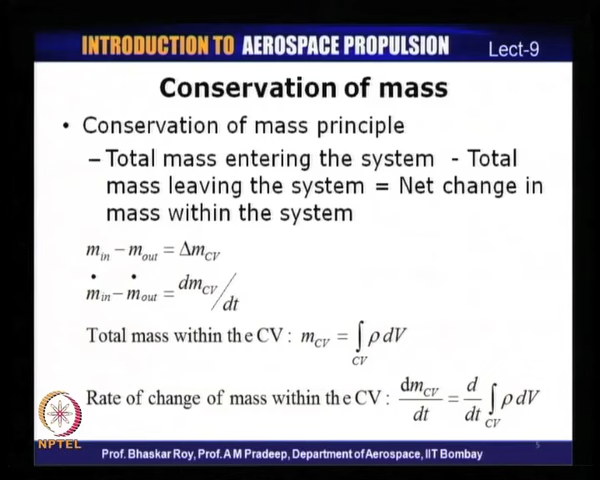 INTRODUCTION TO AEROSPACE PROPULSION Lect-9
Conservation of mass
• Conservation of mass principle
– Total mass entering the system - Total
mass leaving the system = Net change in
mass within the system
m_in − m_out = Δm_CV
ṁ_in − ṁ_out = dm_CV/dt
Total mass within the CV : m_CV = ∫_CV ρ dV
Rate of change of mass within the CV : dm_CV/dt = d/dt ∫_CV ρ dV
NPTEL
Prof. Bhaskar Roy, Prof. A M Pradeep, Department of Aerospace, IIT Bombay
5